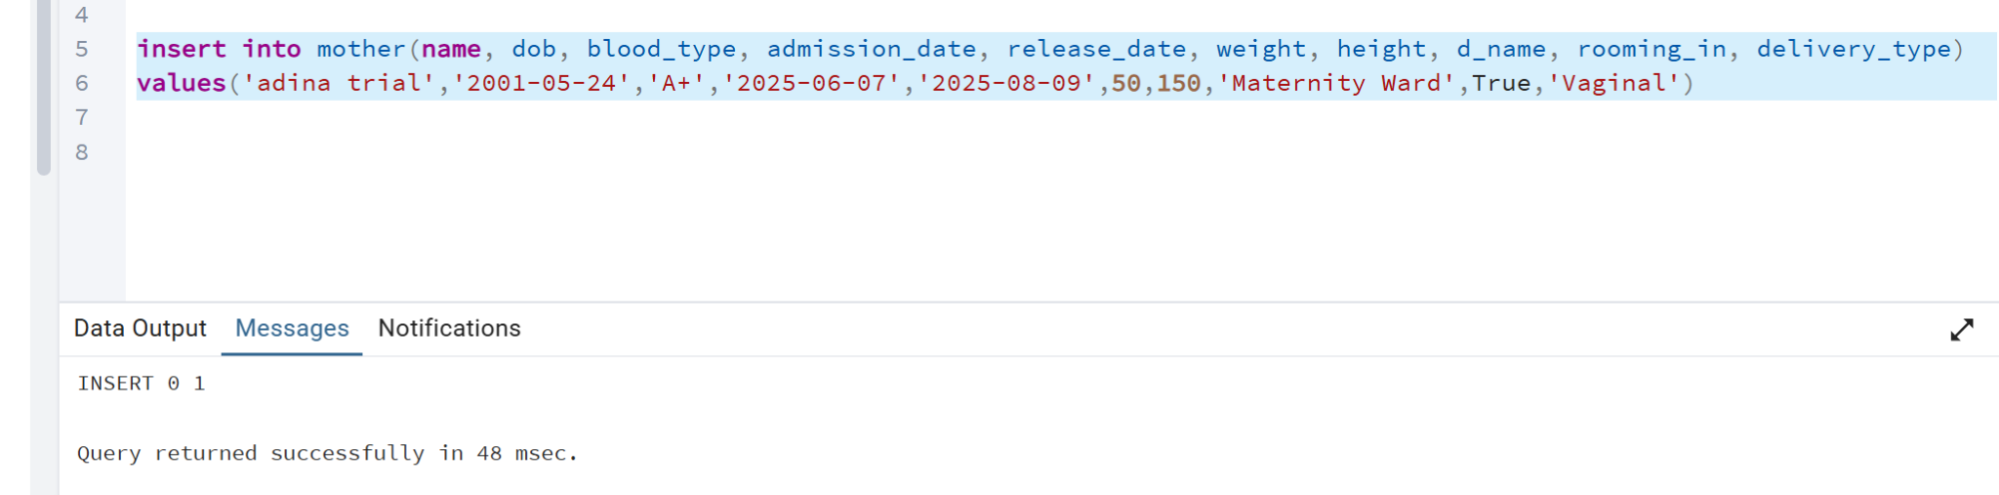 4
5 insert into mother(name, dob, blood_type, admission_date, release_date, weight, height, d_name, rooming_in, delivery_type)
6 values('adina trial','2001-05-24','A+','2025-06-07','2025-08-09',50,150,'Maternity Ward',True,'Vaginal')
7
8
Data Output Messages Notifications
INSERT 0 1
Query returned successfully in 48 msec.